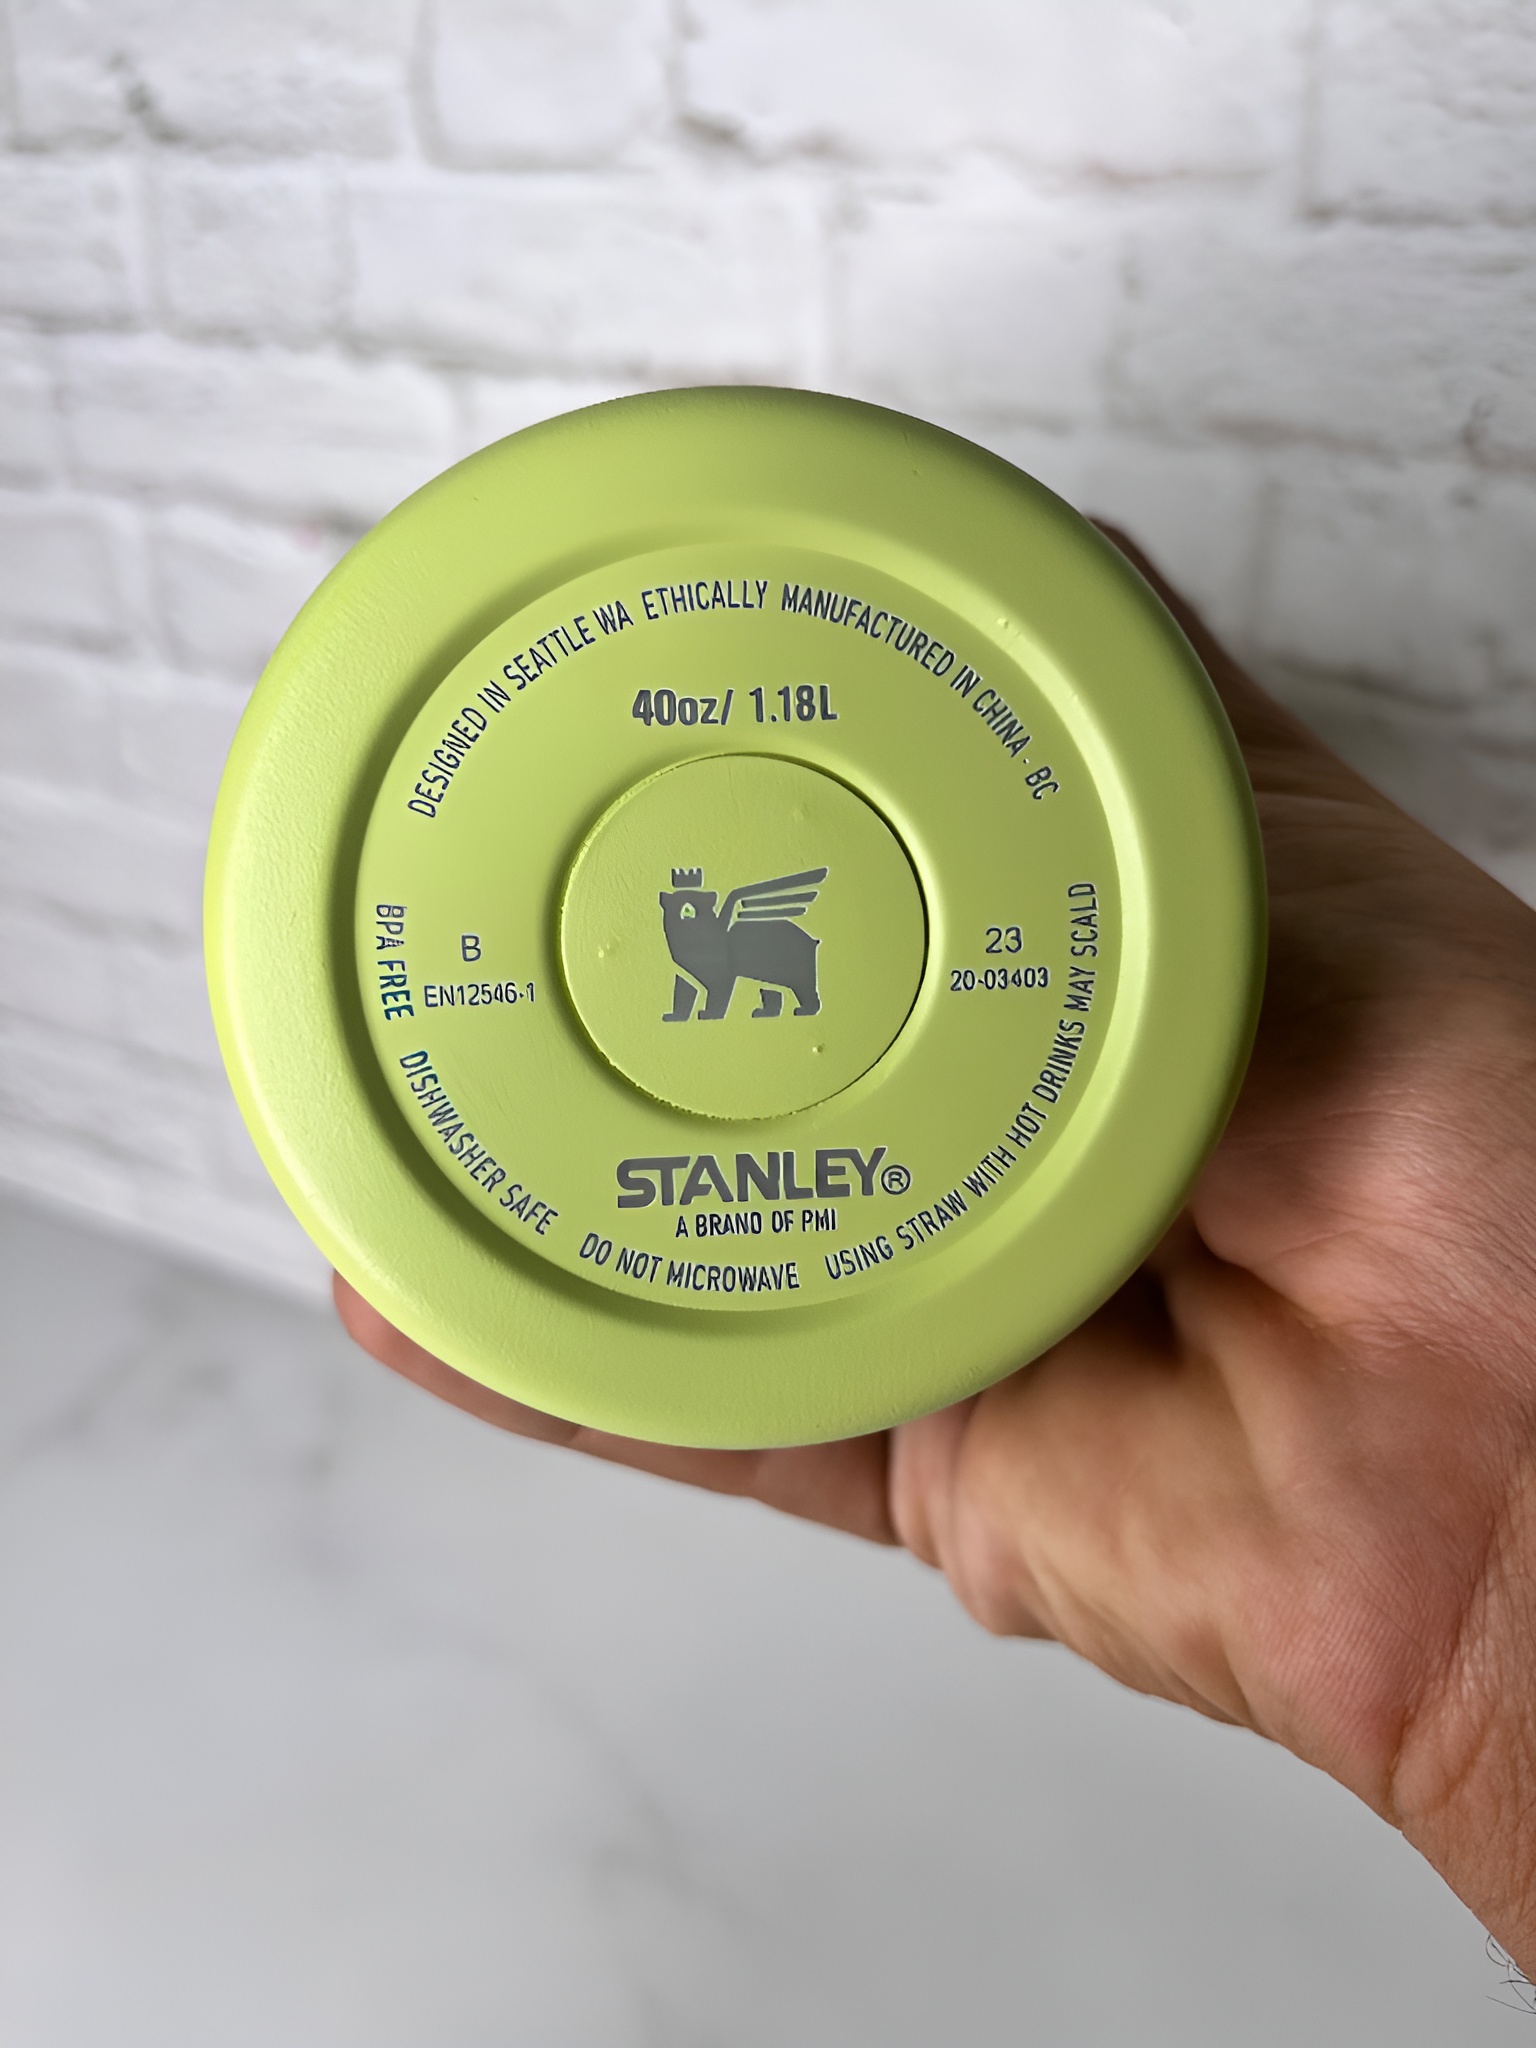 DESIGNED IN SEATTLE WA ETHICALLY MANUFACTURED IN CHINA - BC
40oz/ 1.18L
B
EN12546-1
23
20-03403
STANLEY®
A BRAND OF PMI
BPA FREE DISHWASHER SAFE DO NOT MICROWAVE USING STRAW WITH HOT DRINKS MAY SCALD